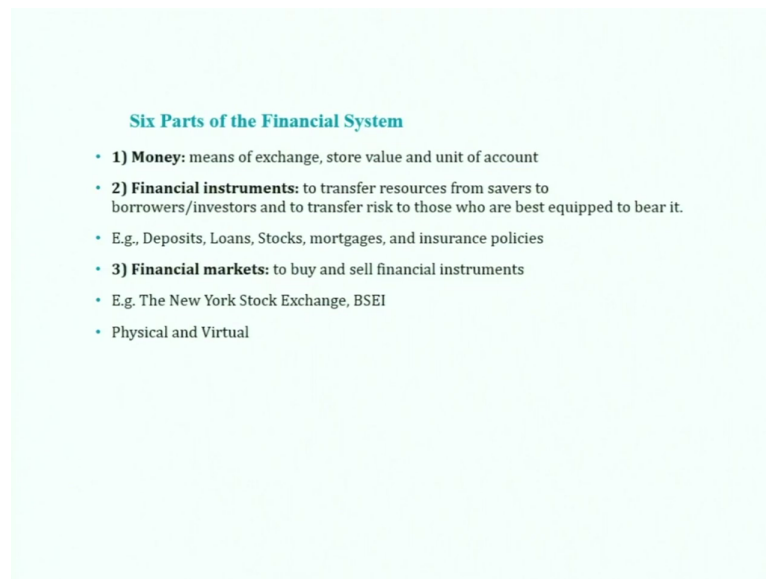 Six Parts of the Financial System
• 1) Money: means of exchange, store value and unit of account
• 2) Financial instruments: to transfer resources from savers to
borrowers/investors and to transfer risk to those who are best equipped to bear it.
• E.g., Deposits, Loans, Stocks, mortgages, and insurance policies
• 3) Financial markets: to buy and sell financial instruments
• E.g. The New York Stock Exchange, BSEI
• Physical and Virtual